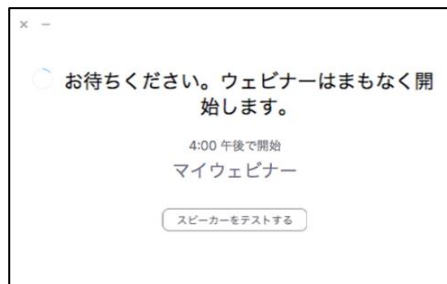 お待ちください。ウェビナーはまもなく開
始します。
4:00 午後で開始
マイウェビナー
スピーカーをテストする